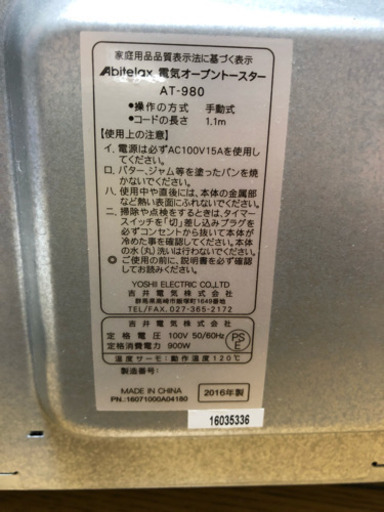 家庭用品品質表示法に基づく表示
Abitelax 電気オーブントースター
AT-980
●操作の方式 手動式
●コードの長さ 1.1m
【使用上の注意】
イ.電源は必ずAC100V15Aを使用してください。
ロ.バター、ジャム等を塗ったパンを焼
かないでください。
ハ.使用中や直後には、本体の金属部
など熱い表面にふれないでください。
ニ.掃除や点検をするときは、タイマー
スイッチを「切」差し込みプラグを
必ずコンセントから抜いて本体が
冷めた事を確認してください。本体
の水(丸)洗いは行わないでください。
◎ご使用の前に、説明書を必ず確認
してください。
YOSHII ELECTRIC CO.,LTD
吉井電気株式会社
群馬県高崎市飯塚町1649番地
TEL/FAX.027-365-2172
吉井電気株式会社
定格電圧 100V 50/60Hz
定格消費電力 900W
PSE
温度サーモ:動作温度120℃
製造番号:
MADE IN CHINA
PN.:16071000A04180
2016年製
16035336